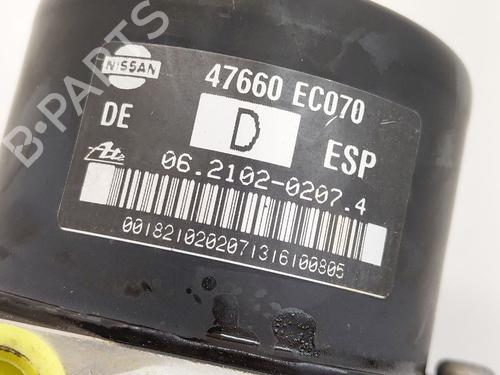 B-PARTS
NISSAN
47660 EC070
DE
D
ESP
Ate
06.2102-0207.4
0018210202071316100805